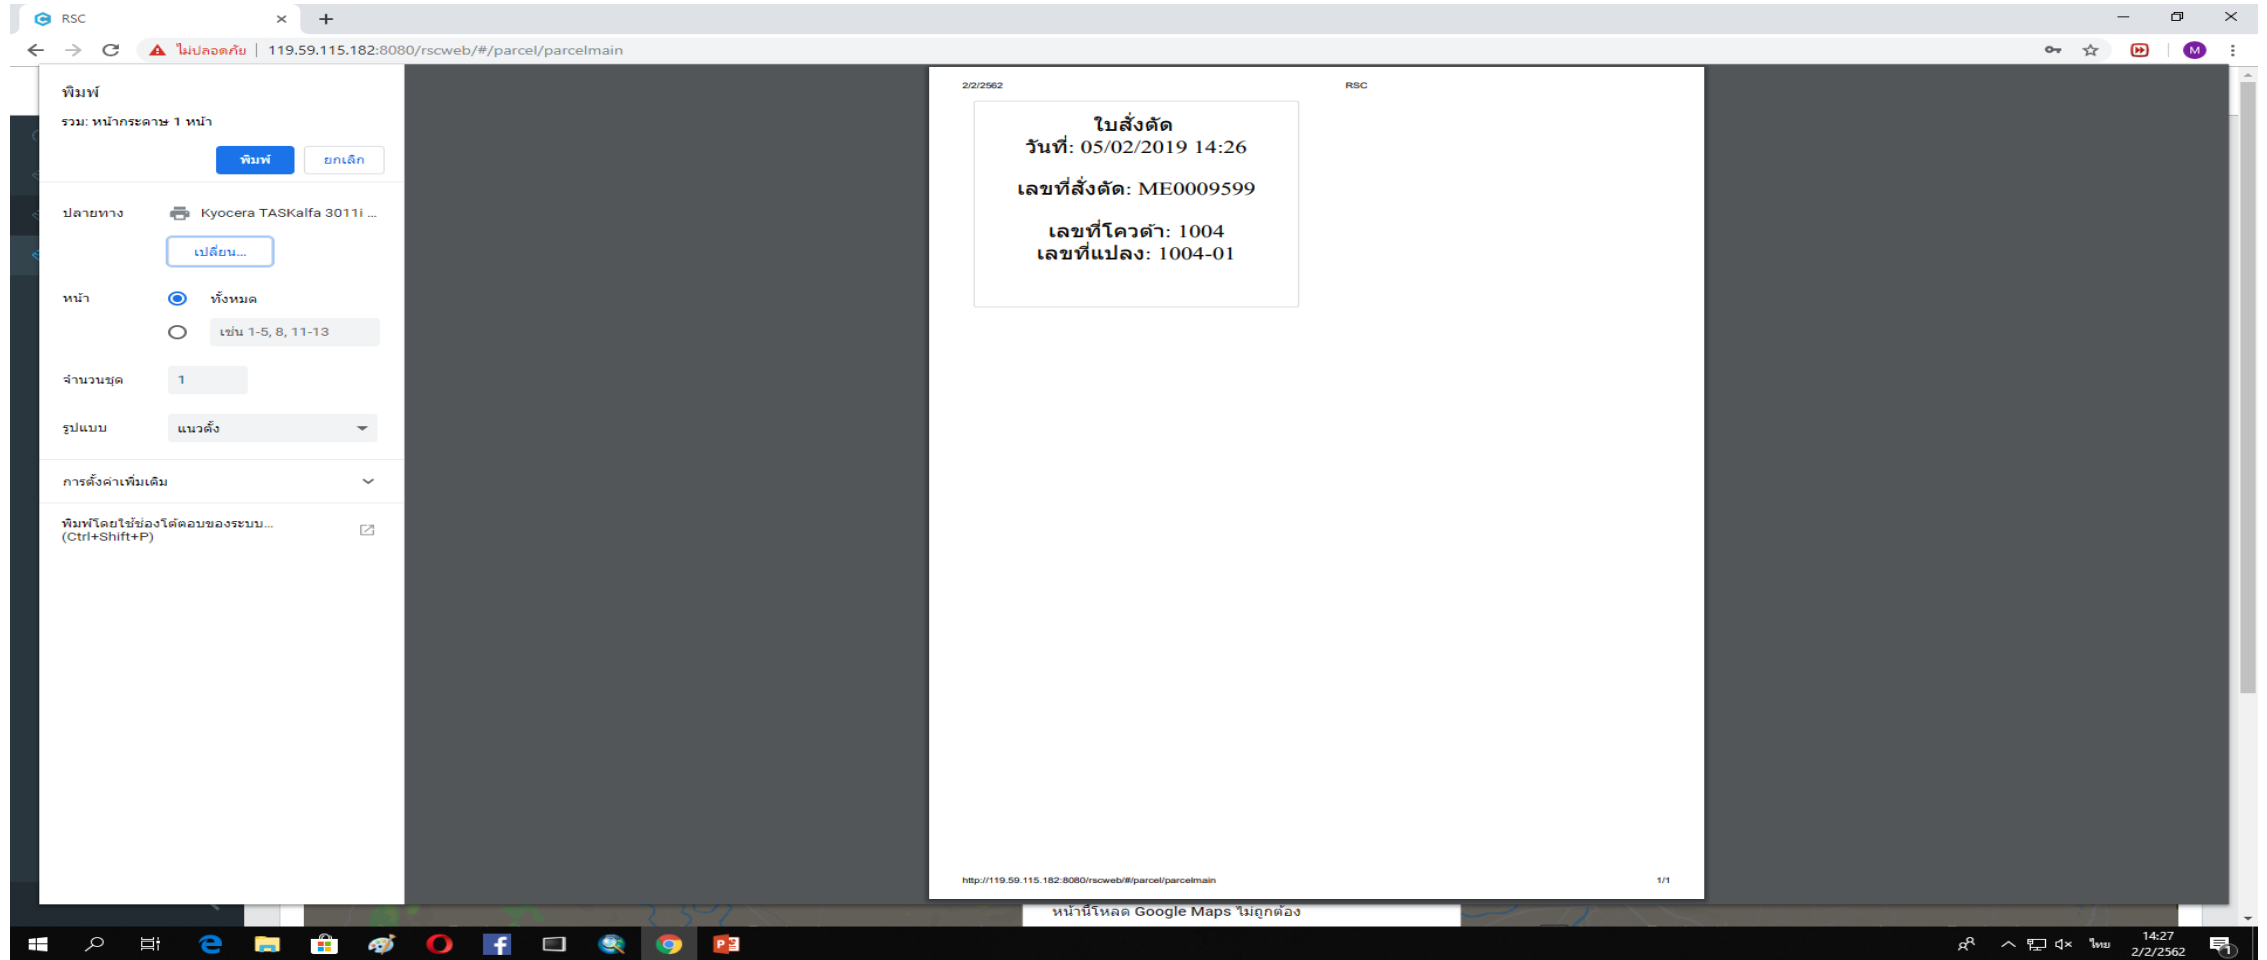 RSC
ไม่ปลอดภัย | 119.59.115.182:8080/rscweb/#/parcel/parcelmain
M
พิมพ์
รวม: หน้ากระดาษ 1 หน้า
พิมพ์ ยกเลิก
ปลายทาง Kyocera TASKalfa 3011i ...
เปลี่ยน...
หน้า ทั้งหมด
เช่น 1-5, 8, 11-13
จำนวนชุด 1
รูปแบบ แนวตั้ง
การตั้งค่าเพิ่มเติม
พิมพ์โดยใช้ช่องโต้ตอบของระบบ...
(Ctrl+Shift+P)
2/2/2562 RSC
ใบสั่งตัด
วันที่: 05/02/2019 14:26
เลขที่สั่งตัด: ME0009599
เลขที่โควต้า: 1004
เลขที่แปลง: 1004-01
http://119.59.115.182:8080/rscweb/#/parcel/parcelmain 1/1
หน้านี้โหลด Google Maps ไม่ถูกต้อง
ไทย
14:27
2/2/2562
1